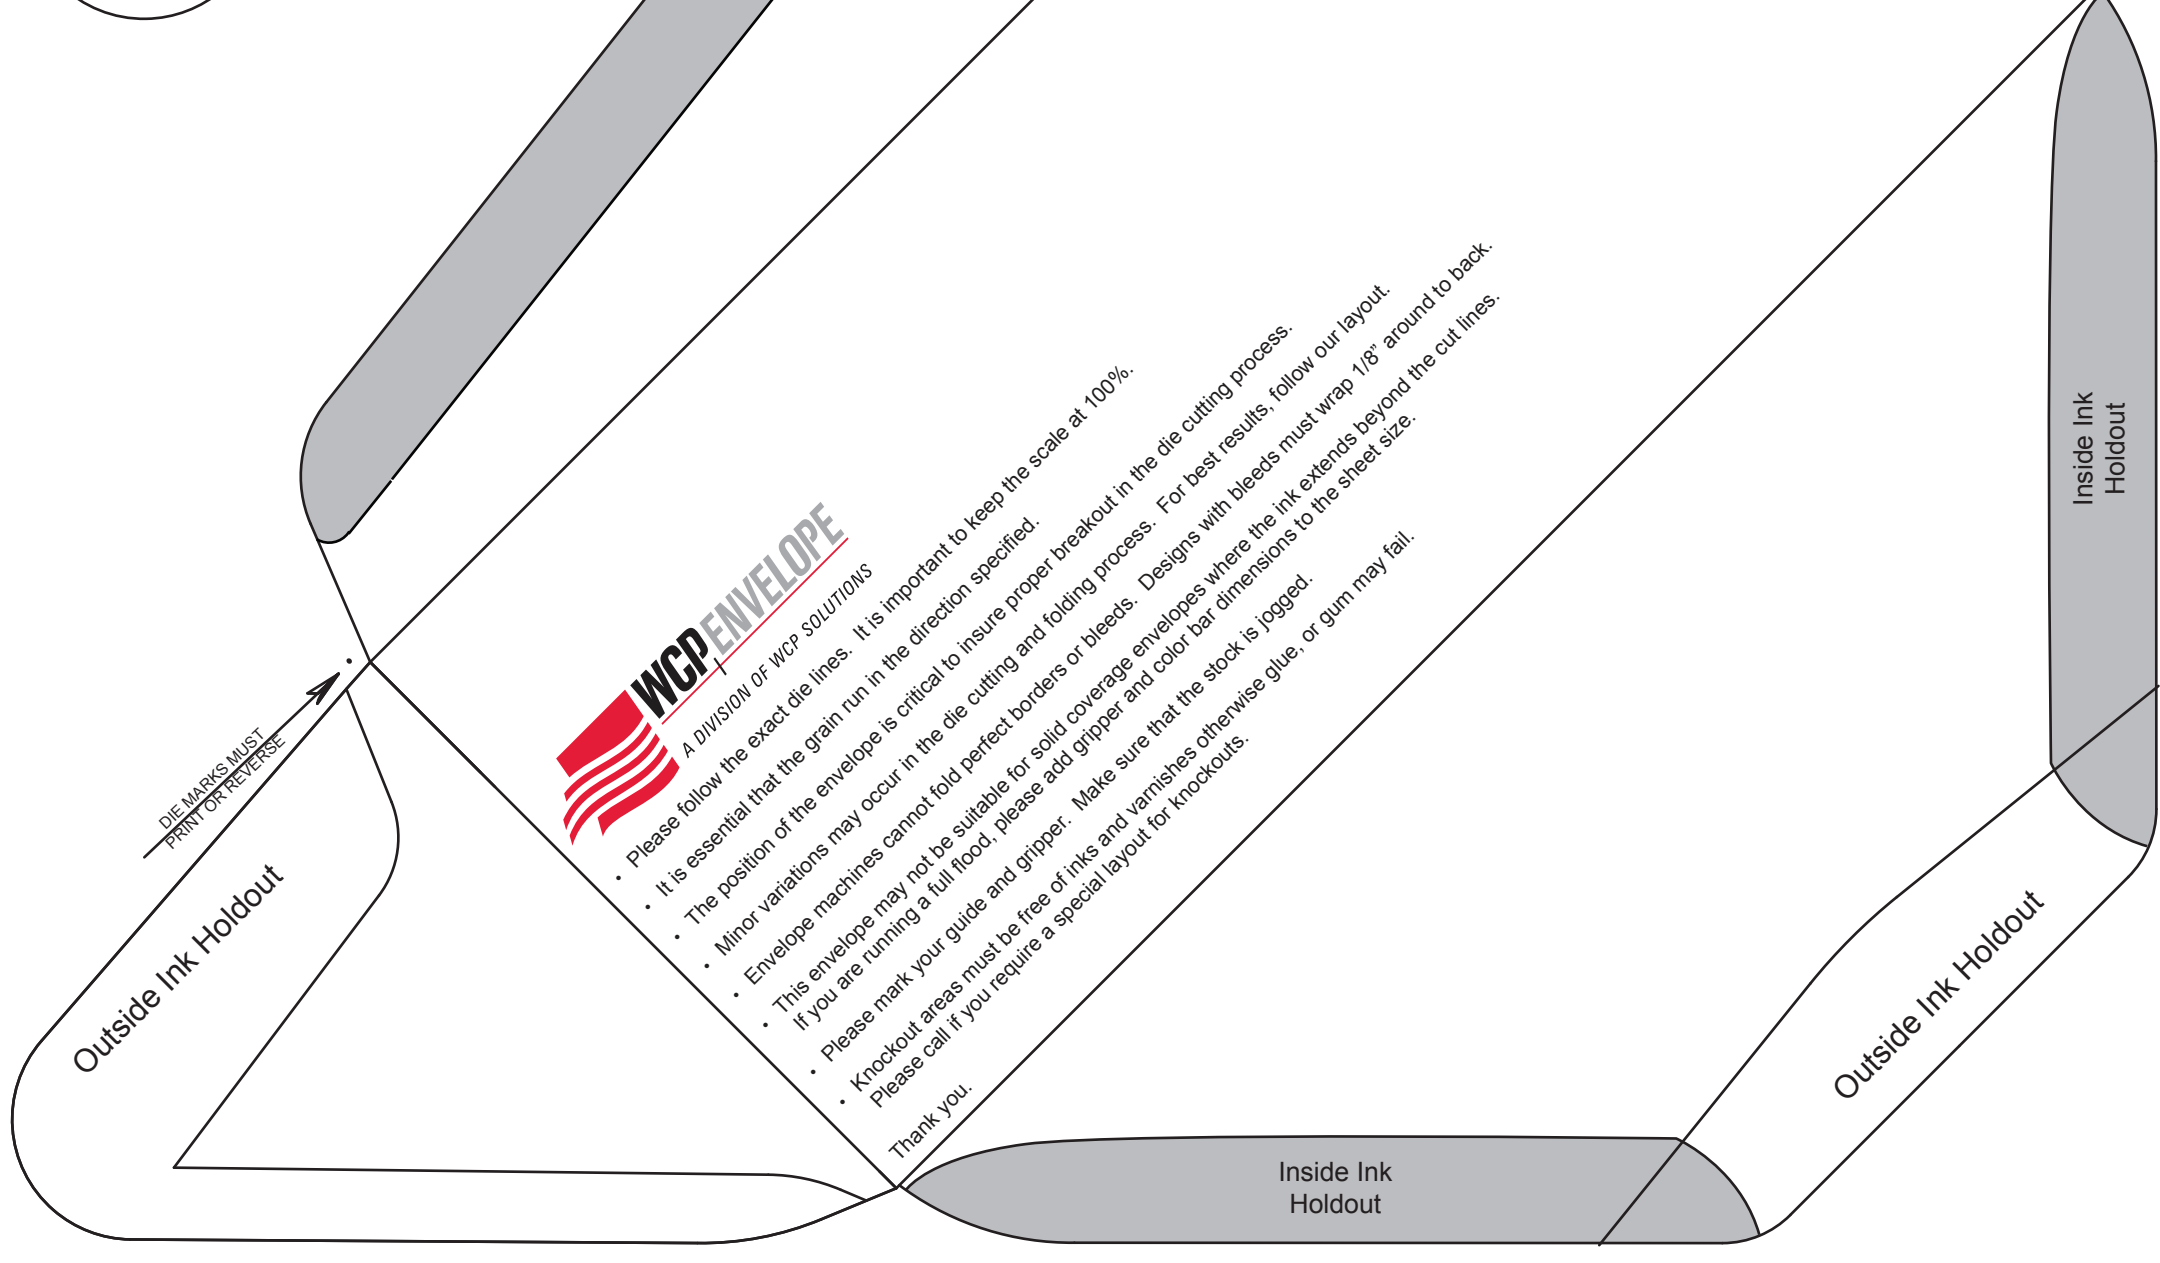 WCP ENVELOPE
A DIVISION OF WCP SOLUTIONS
• Please follow the exact die lines. It is important to keep the scale at 100%.
• It is essential that the grain run in the direction specified.
• The position of the envelope is critical to insure proper breakout in the die cutting process.
• Minor variations may occur in the die cutting and folding process. For best results, follow our layout.
• Envelope machines cannot fold perfect borders or bleeds. Designs with bleeds must wrap 1/8” around to back.
• This envelope may not be suitable for solid coverage envelopes where the ink extends beyond the cut lines.
If you are running a full flood, please add gripper and color bar dimensions to the sheet size.
• Please mark your guide and gripper. Make sure that the stock is jogged.
• Knockout areas must be free of inks and varnishes otherwise glue, or gum may fail.
Please call if you require a special layout for knockouts.
Thank you.
DIE MARKS MUST
PRINT OR REVERSE
Outside Ink Holdout
Inside Ink
Holdout
Outside Ink Holdout
Inside Ink
Holdout